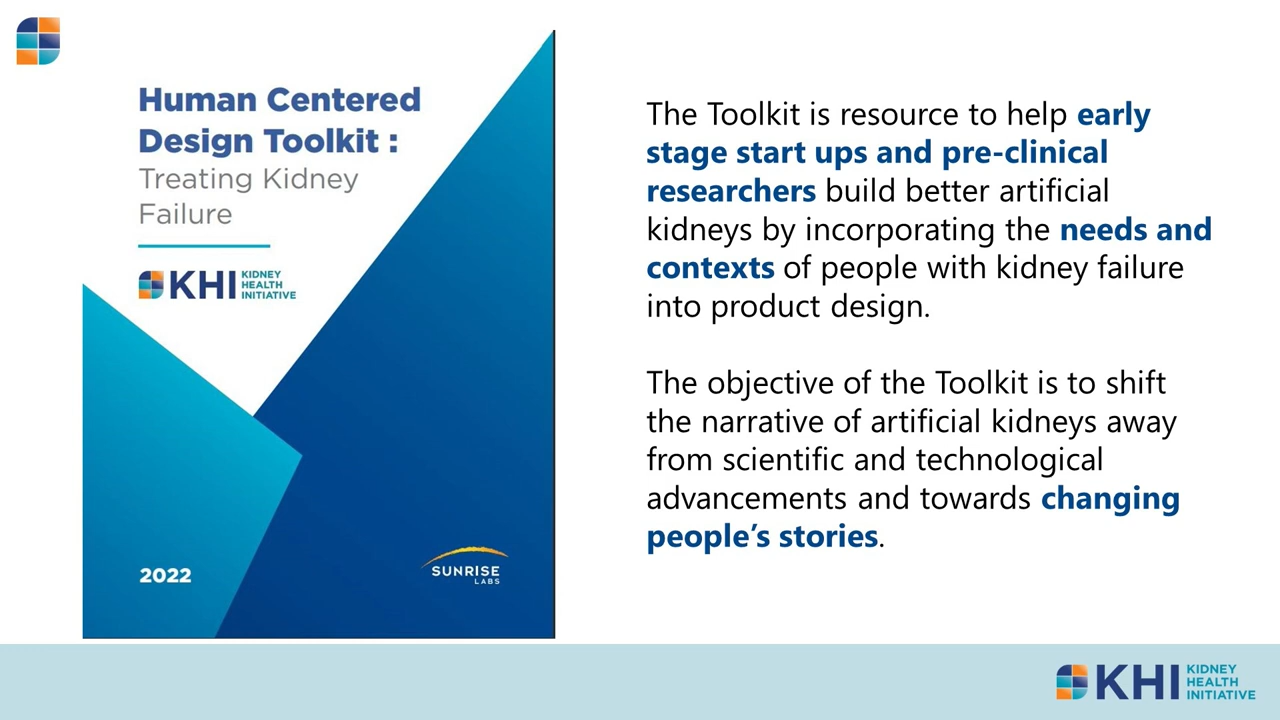 Human Centered
Design Toolkit :
Treating Kidney
Failure
KHI KIDNEY
HEALTH
INITIATIVE
2022
SUNRISE
LABS
The Toolkit is resource to help early
stage start ups and pre-clinical
researchers build better artificial
kidneys by incorporating the needs and
contexts of people with kidney failure
into product design.
The objective of the Toolkit is to shift
the narrative of artificial kidneys away
from scientific and technological
advancements and towards changing
people’s stories.
KHI KIDNEY
HEALTH
INITIATIVE